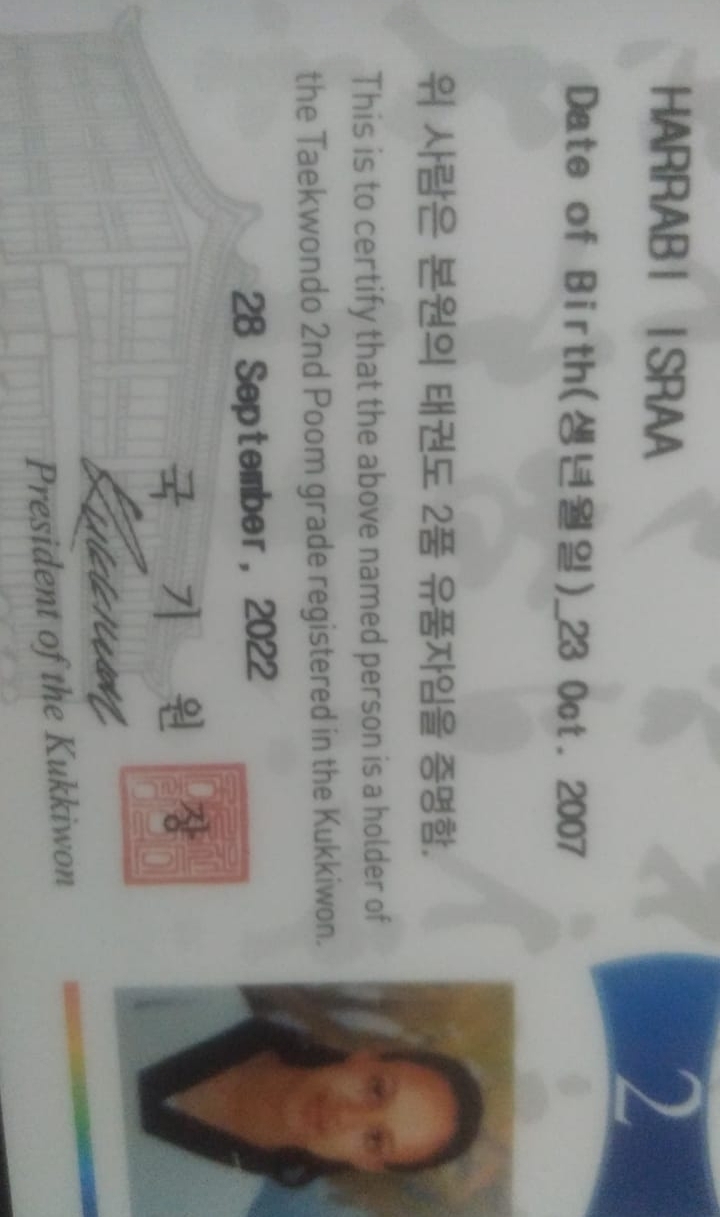 HARRABI ISRAA
Date of Birth(생년월일)_23 Oct. 2007
위 사람은 본원의 태권도 2품 유품자임을 증명함.
This is to certify that the above named person is a holder of
the Taekwondo 2nd Poom grade registered in the Kukkiwon.
28 September, 2022
국 기 원 장
President of the Kukkiwon
2